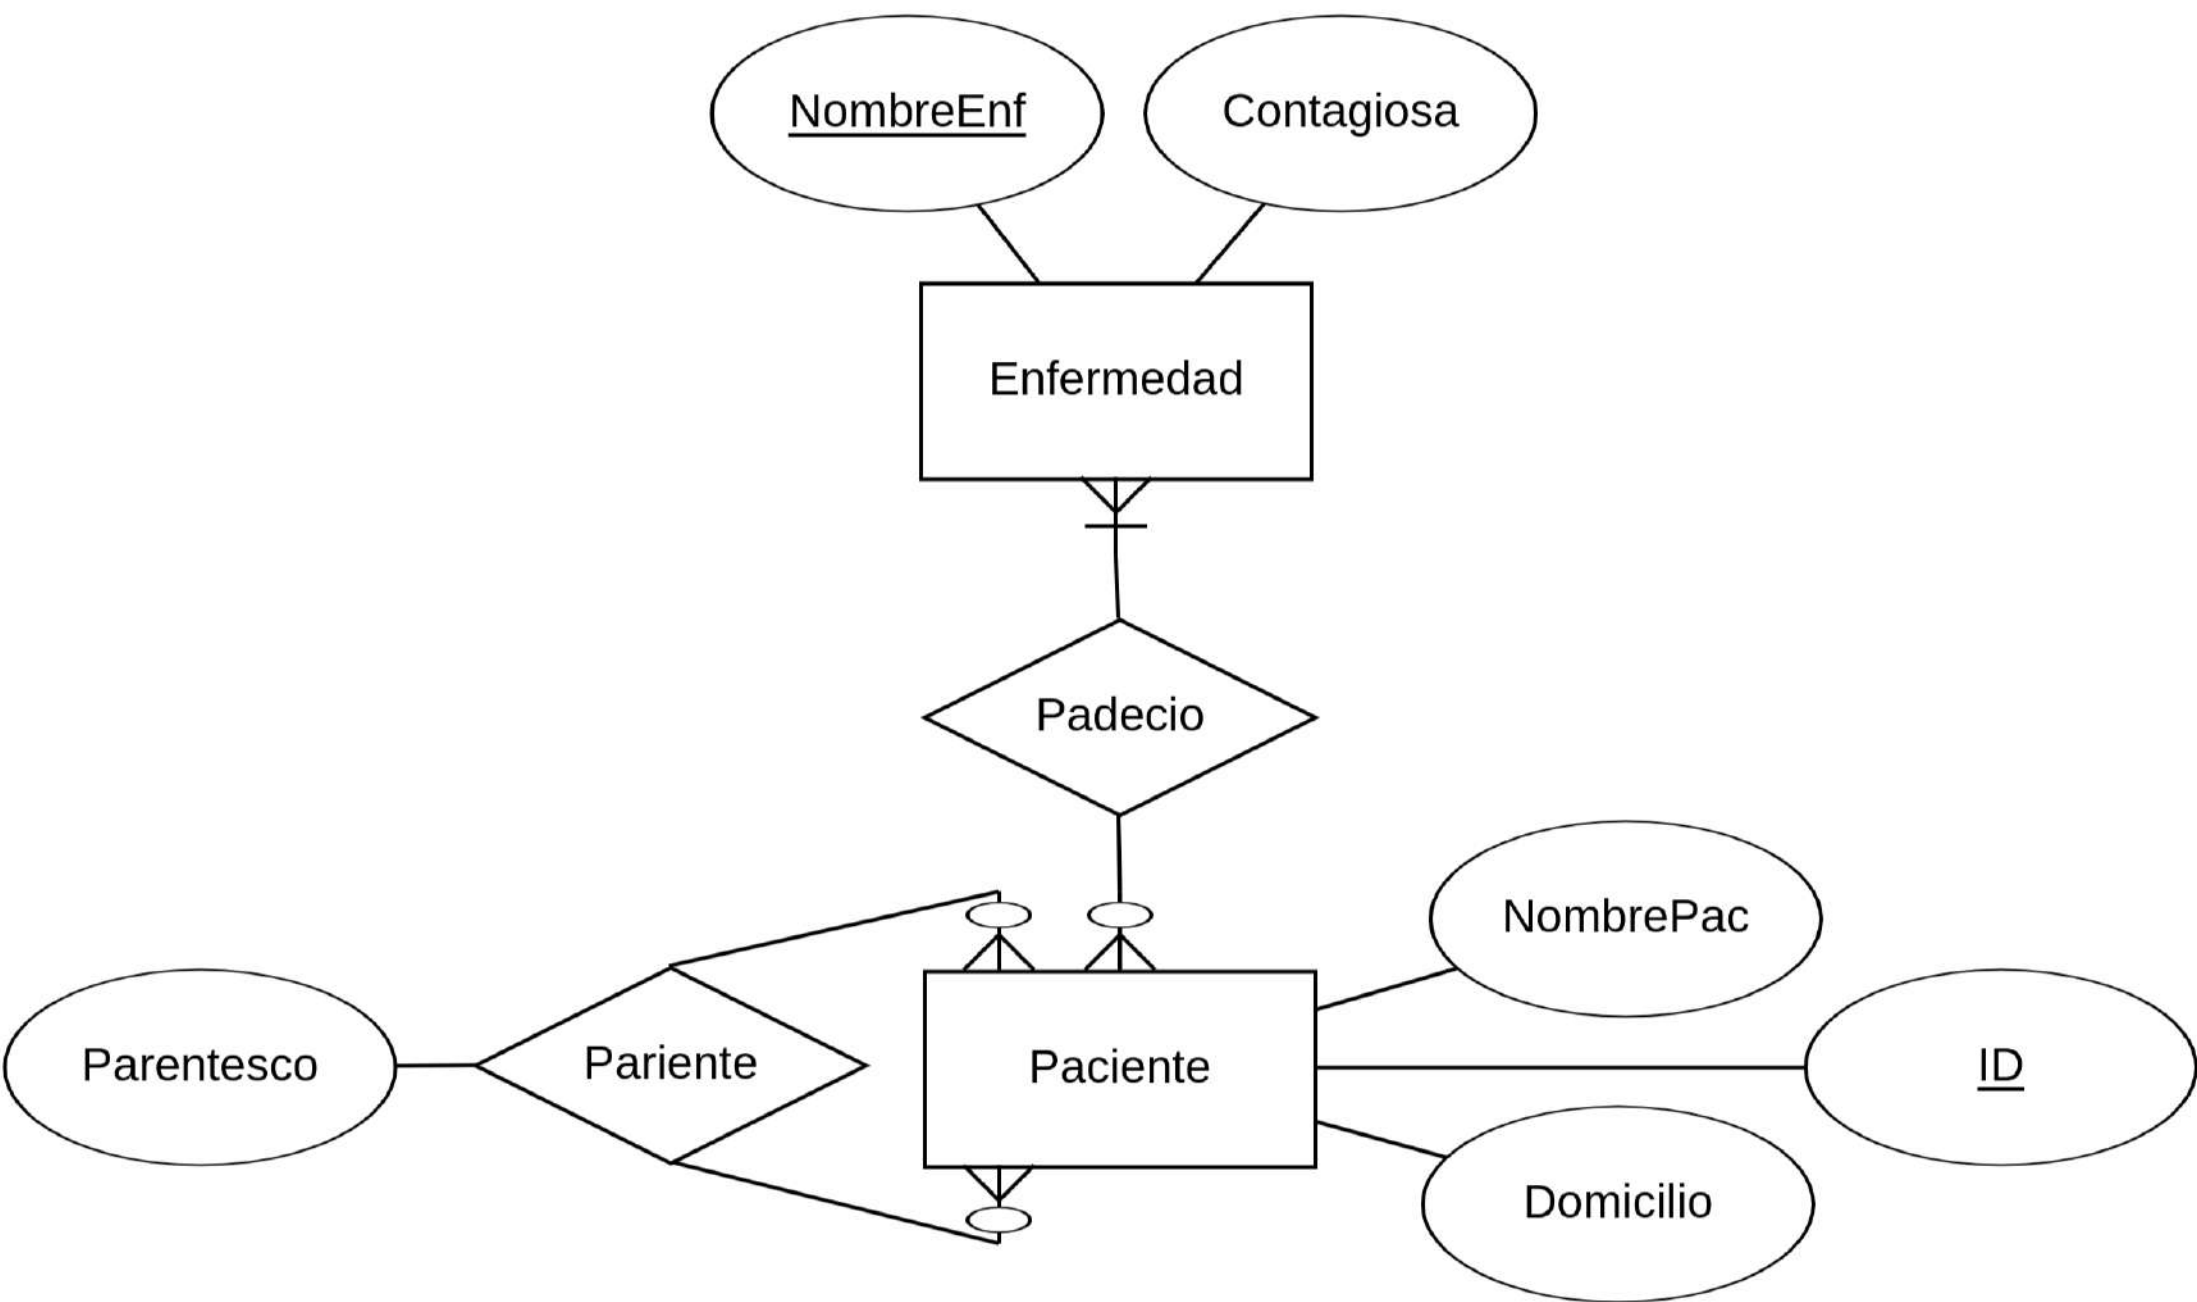 NombreEnf
Contagiosa
Enfermedad
Padecio
NombrePac
Parentesco
Pariente
Paciente
ID
Domicilio